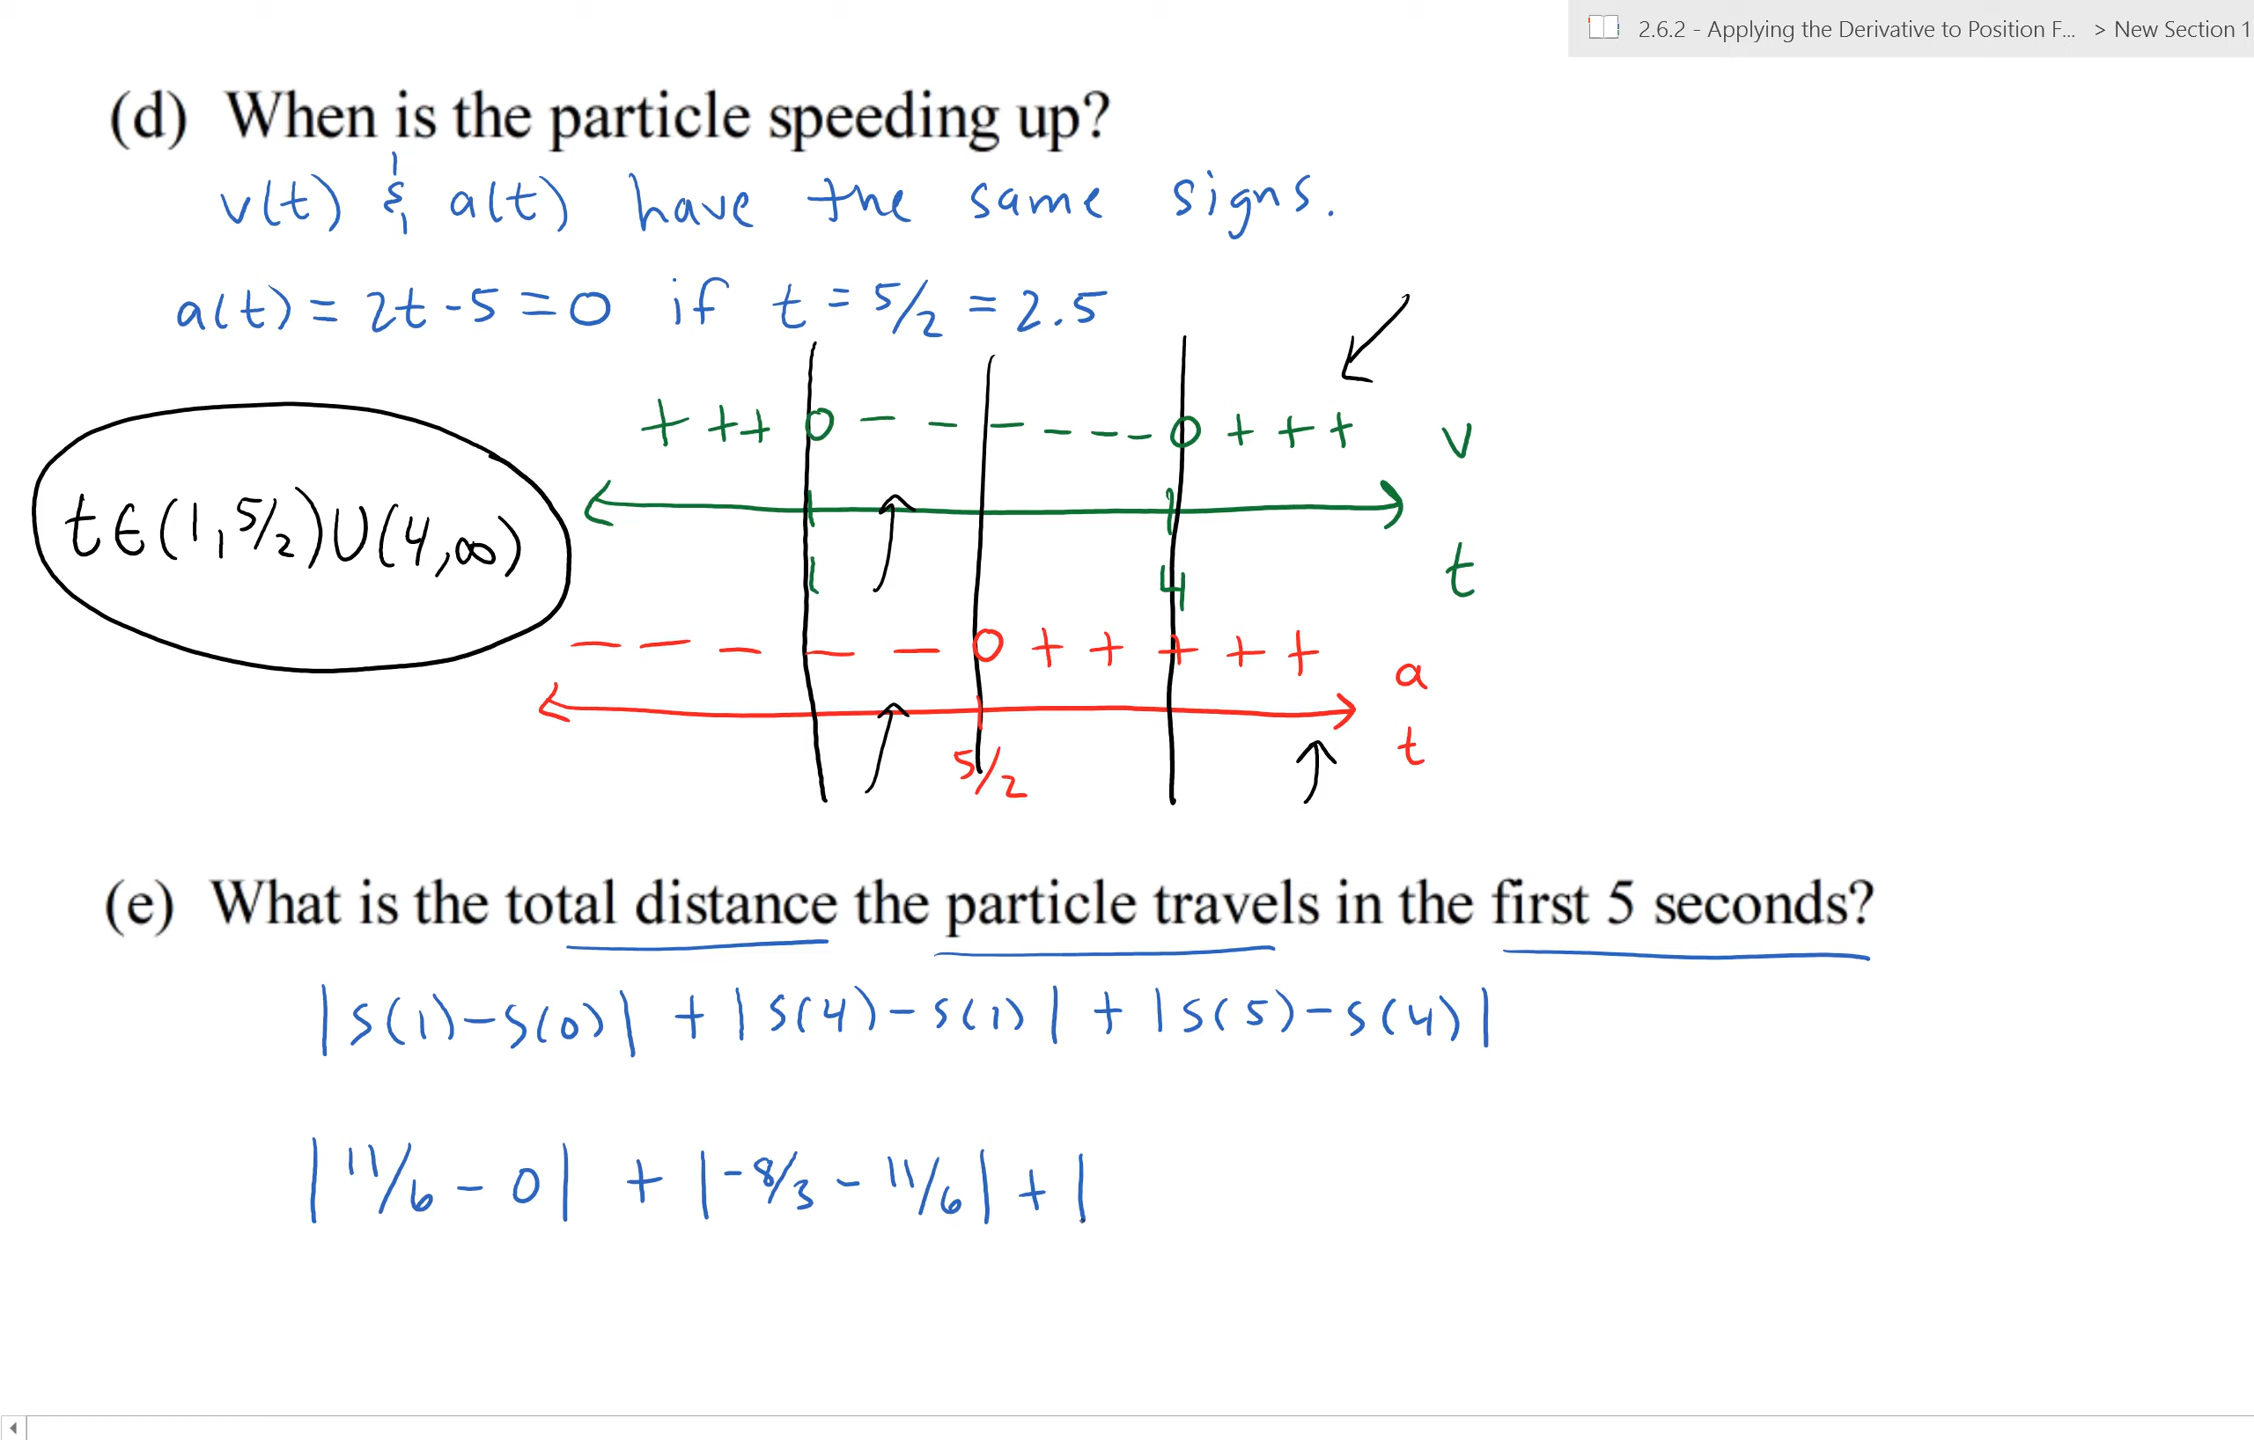 2.6.2 - Applying the Derivative to Position F... > New Section 1
(d) When is the particle speeding up?
v(t) & a(t) have the same signs.
a(t) = 2t - 5 = 0 if t = 5/2 = 2.5
+ + + 0 - - - - - - 0 + + + v
t ∈ (1, 5/2) ∪ (4, ∞)
1 4 t
- - - - - 0 + + + + + a
5/2 t
(e) What is the total distance the particle travels in the first 5 seconds?
|s(1) - s(0)| + |s(4) - s(1)| + |s(5) - s(4)|
|11/6 - 0| + |-8/3 - 11/6| + |